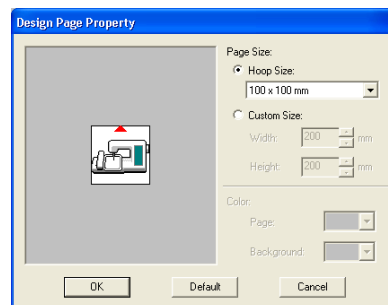 Design Page Property
Page Size:
Hoop Size:
100 x 100 mm
Custom Size:
Width: 200 mm
Height: 200 mm
Color:
Page:
Background:
OK Default Cancel